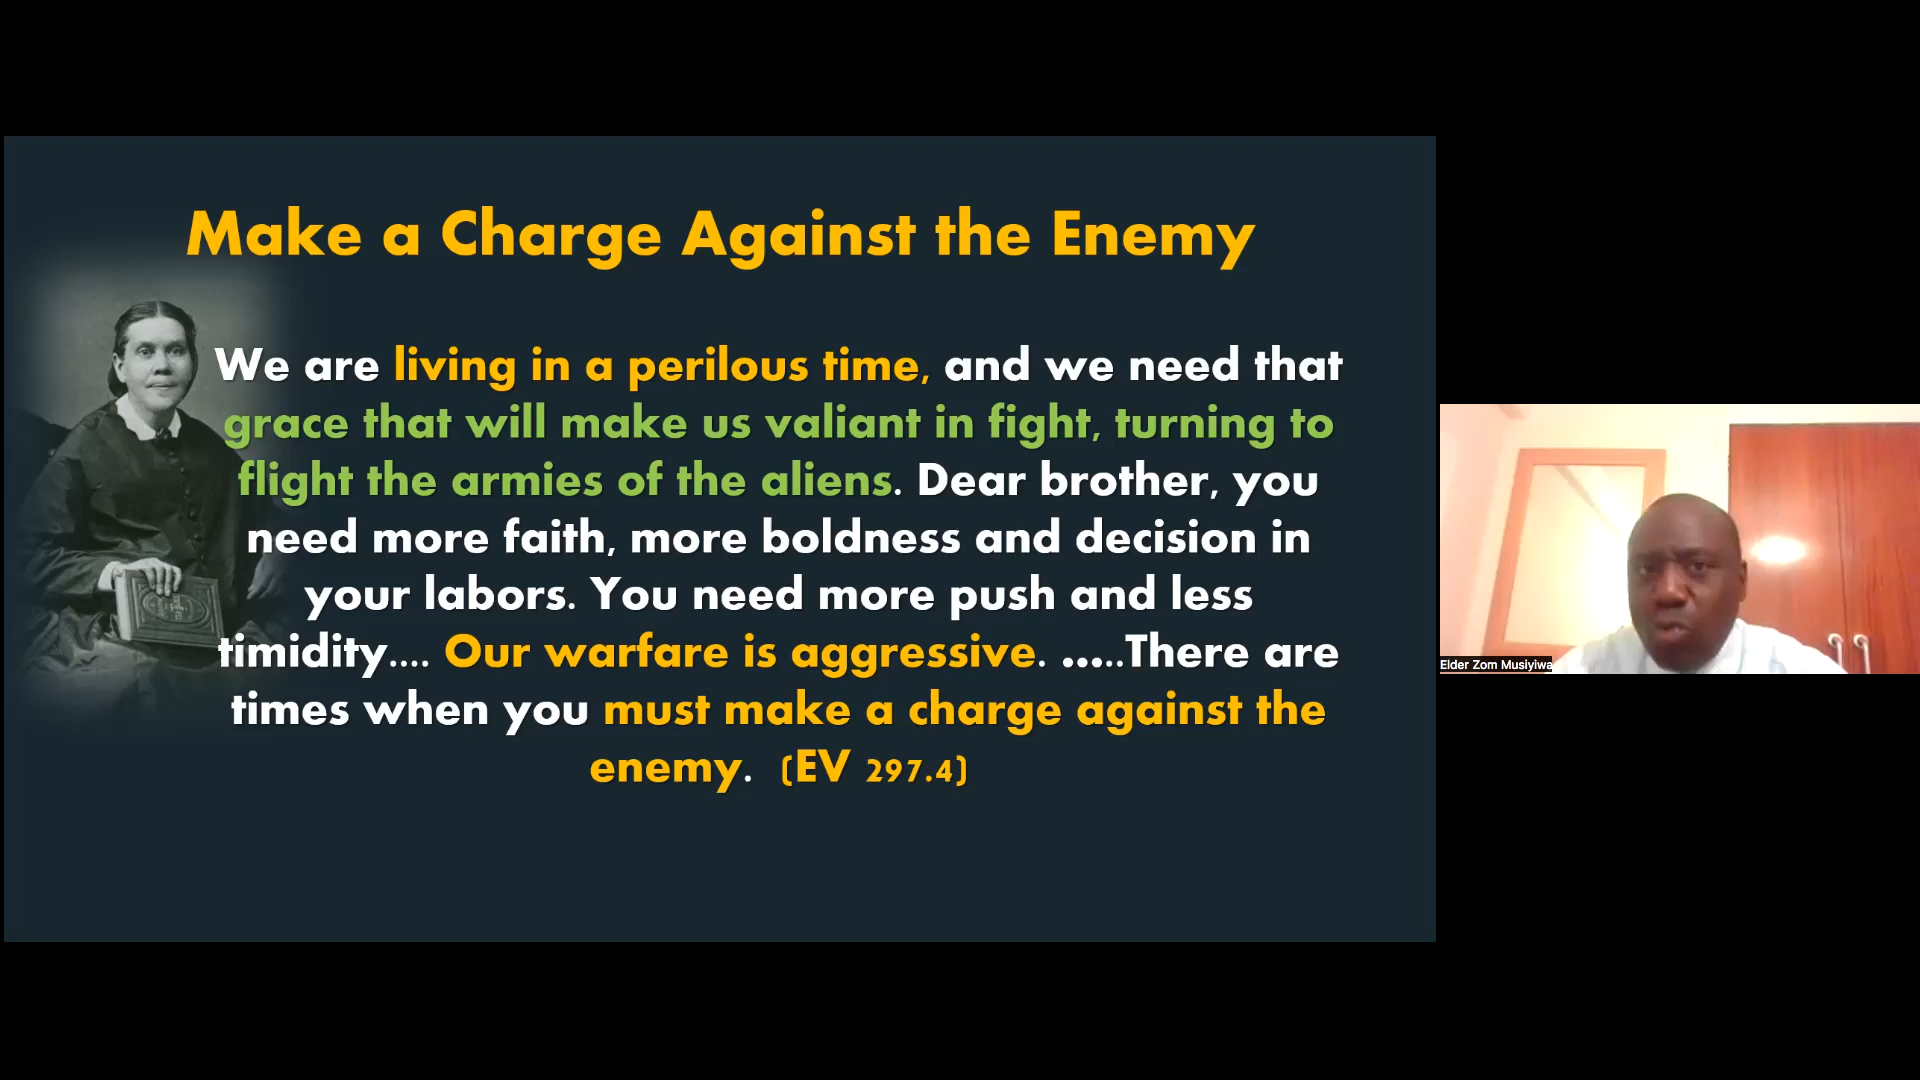 Make a Charge Against the Enemy
We are living in a perilous time, and we need that
grace that will make us valiant in fight, turning to
flight the armies of the aliens. Dear brother, you
need more faith, more boldness and decision in
your labors. You need more push and less
timidity.... Our warfare is aggressive. .....There are
times when you must make a charge against the
enemy. (EV 297.4)
Elder Zom Musiyiwa